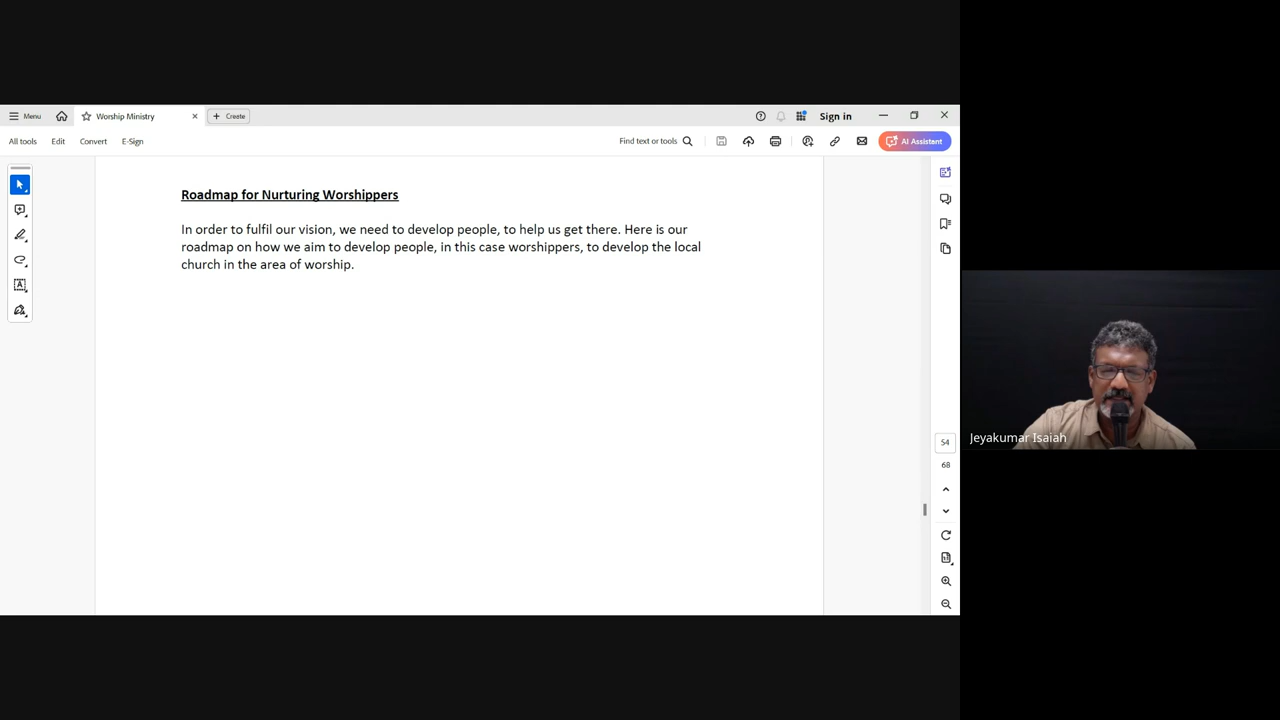 Menu
Worship Ministry
Create
Sign in
All tools
Edit
Convert
E-Sign
Find text or tools
AI Assistant
Roadmap for Nurturing Worshippers
In order to fulfil our vision, we need to develop people, to help us get there. Here is our
roadmap on how we aim to develop people, in this case worshippers, to develop the local
church in the area of worship.
54
68
Jeyakumar Isaiah